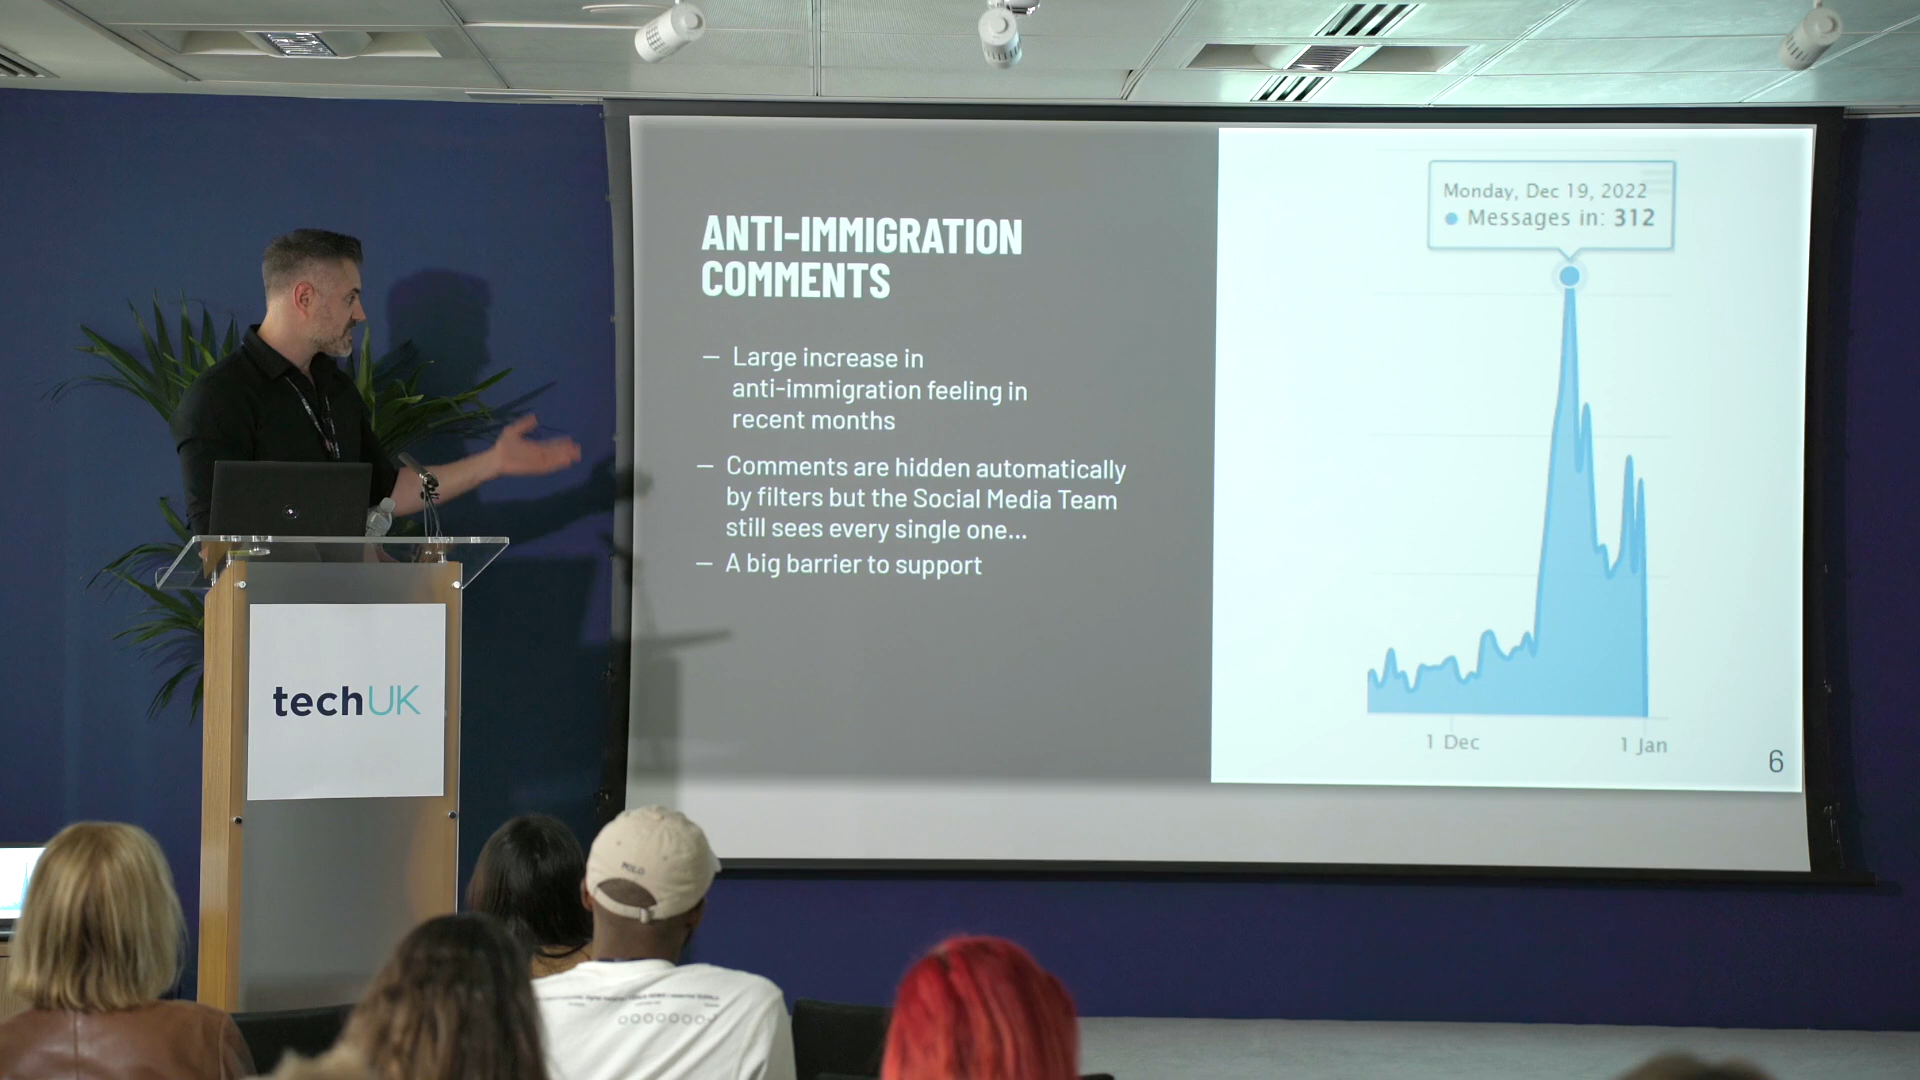 ANTI-IMMIGRATION
COMMENTS
– Large increase in
anti-immigration feeling in
recent months
– Comments are hidden automatically
by filters but the Social Media Team
still sees every single one...
– A big barrier to support
Monday, Dec 19, 2022
● Messages in: 312
1 Dec
1 Jan
6
techUK